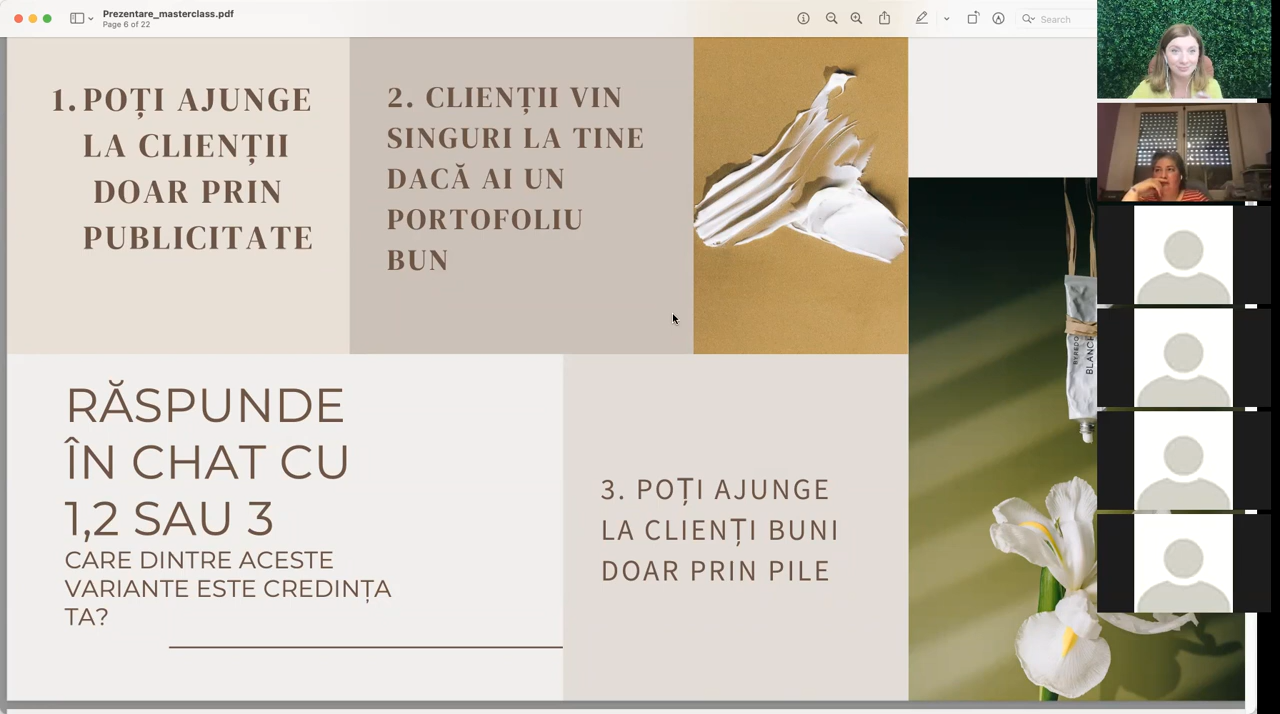 Prezentare_masterclass.pdf
Page 6 of 22
Search
1. POȚI AJUNGE
LA CLIENȚII
DOAR PRIN
PUBLICITATE
2. CLIENȚII VIN
SINGURI LA TINE
DACĂ AI UN
PORTOFOLIU
BUN
RĂSPUNDE
ÎN CHAT CU
1,2 SAU 3
CARE DINTRE ACESTE
VARIANTE ESTE CREDINȚA
TA?
3. POȚI AJUNGE
LA CLIENȚI BUNI
DOAR PRIN PILE
BYREDO
BLANCHE